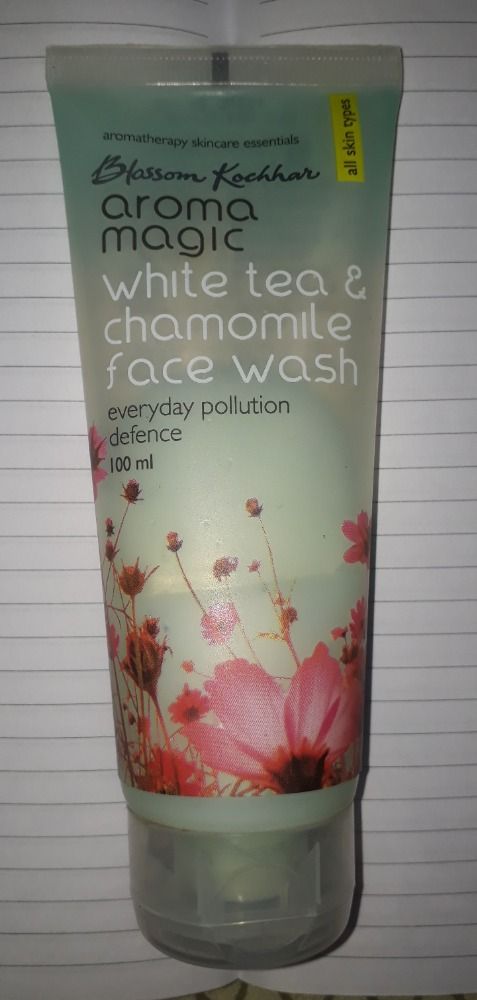 aromatherapy skincare essentials
all skin types
Blossom Kochhar
aroma
magic
white tea &
chamomile
face wash
everyday pollution
defence
100 ml